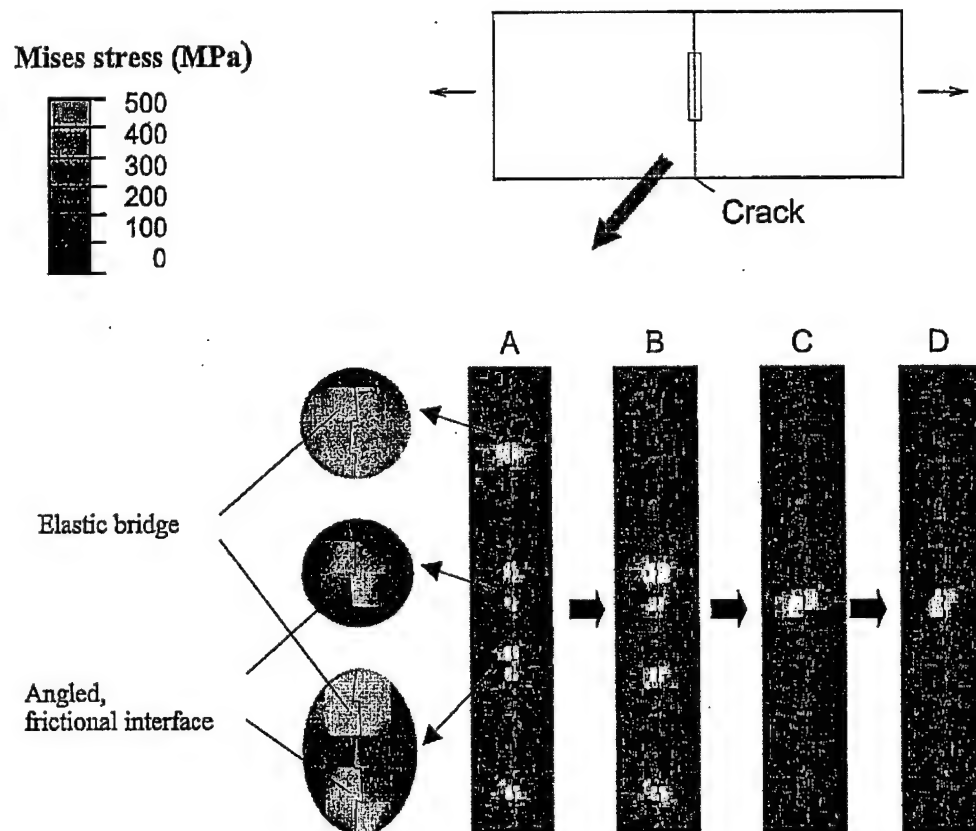 Mises stress (MPa)
500
400
300
200
100
0
Crack
A
B
C
D
Elastic bridge
Angled,
frictional interface